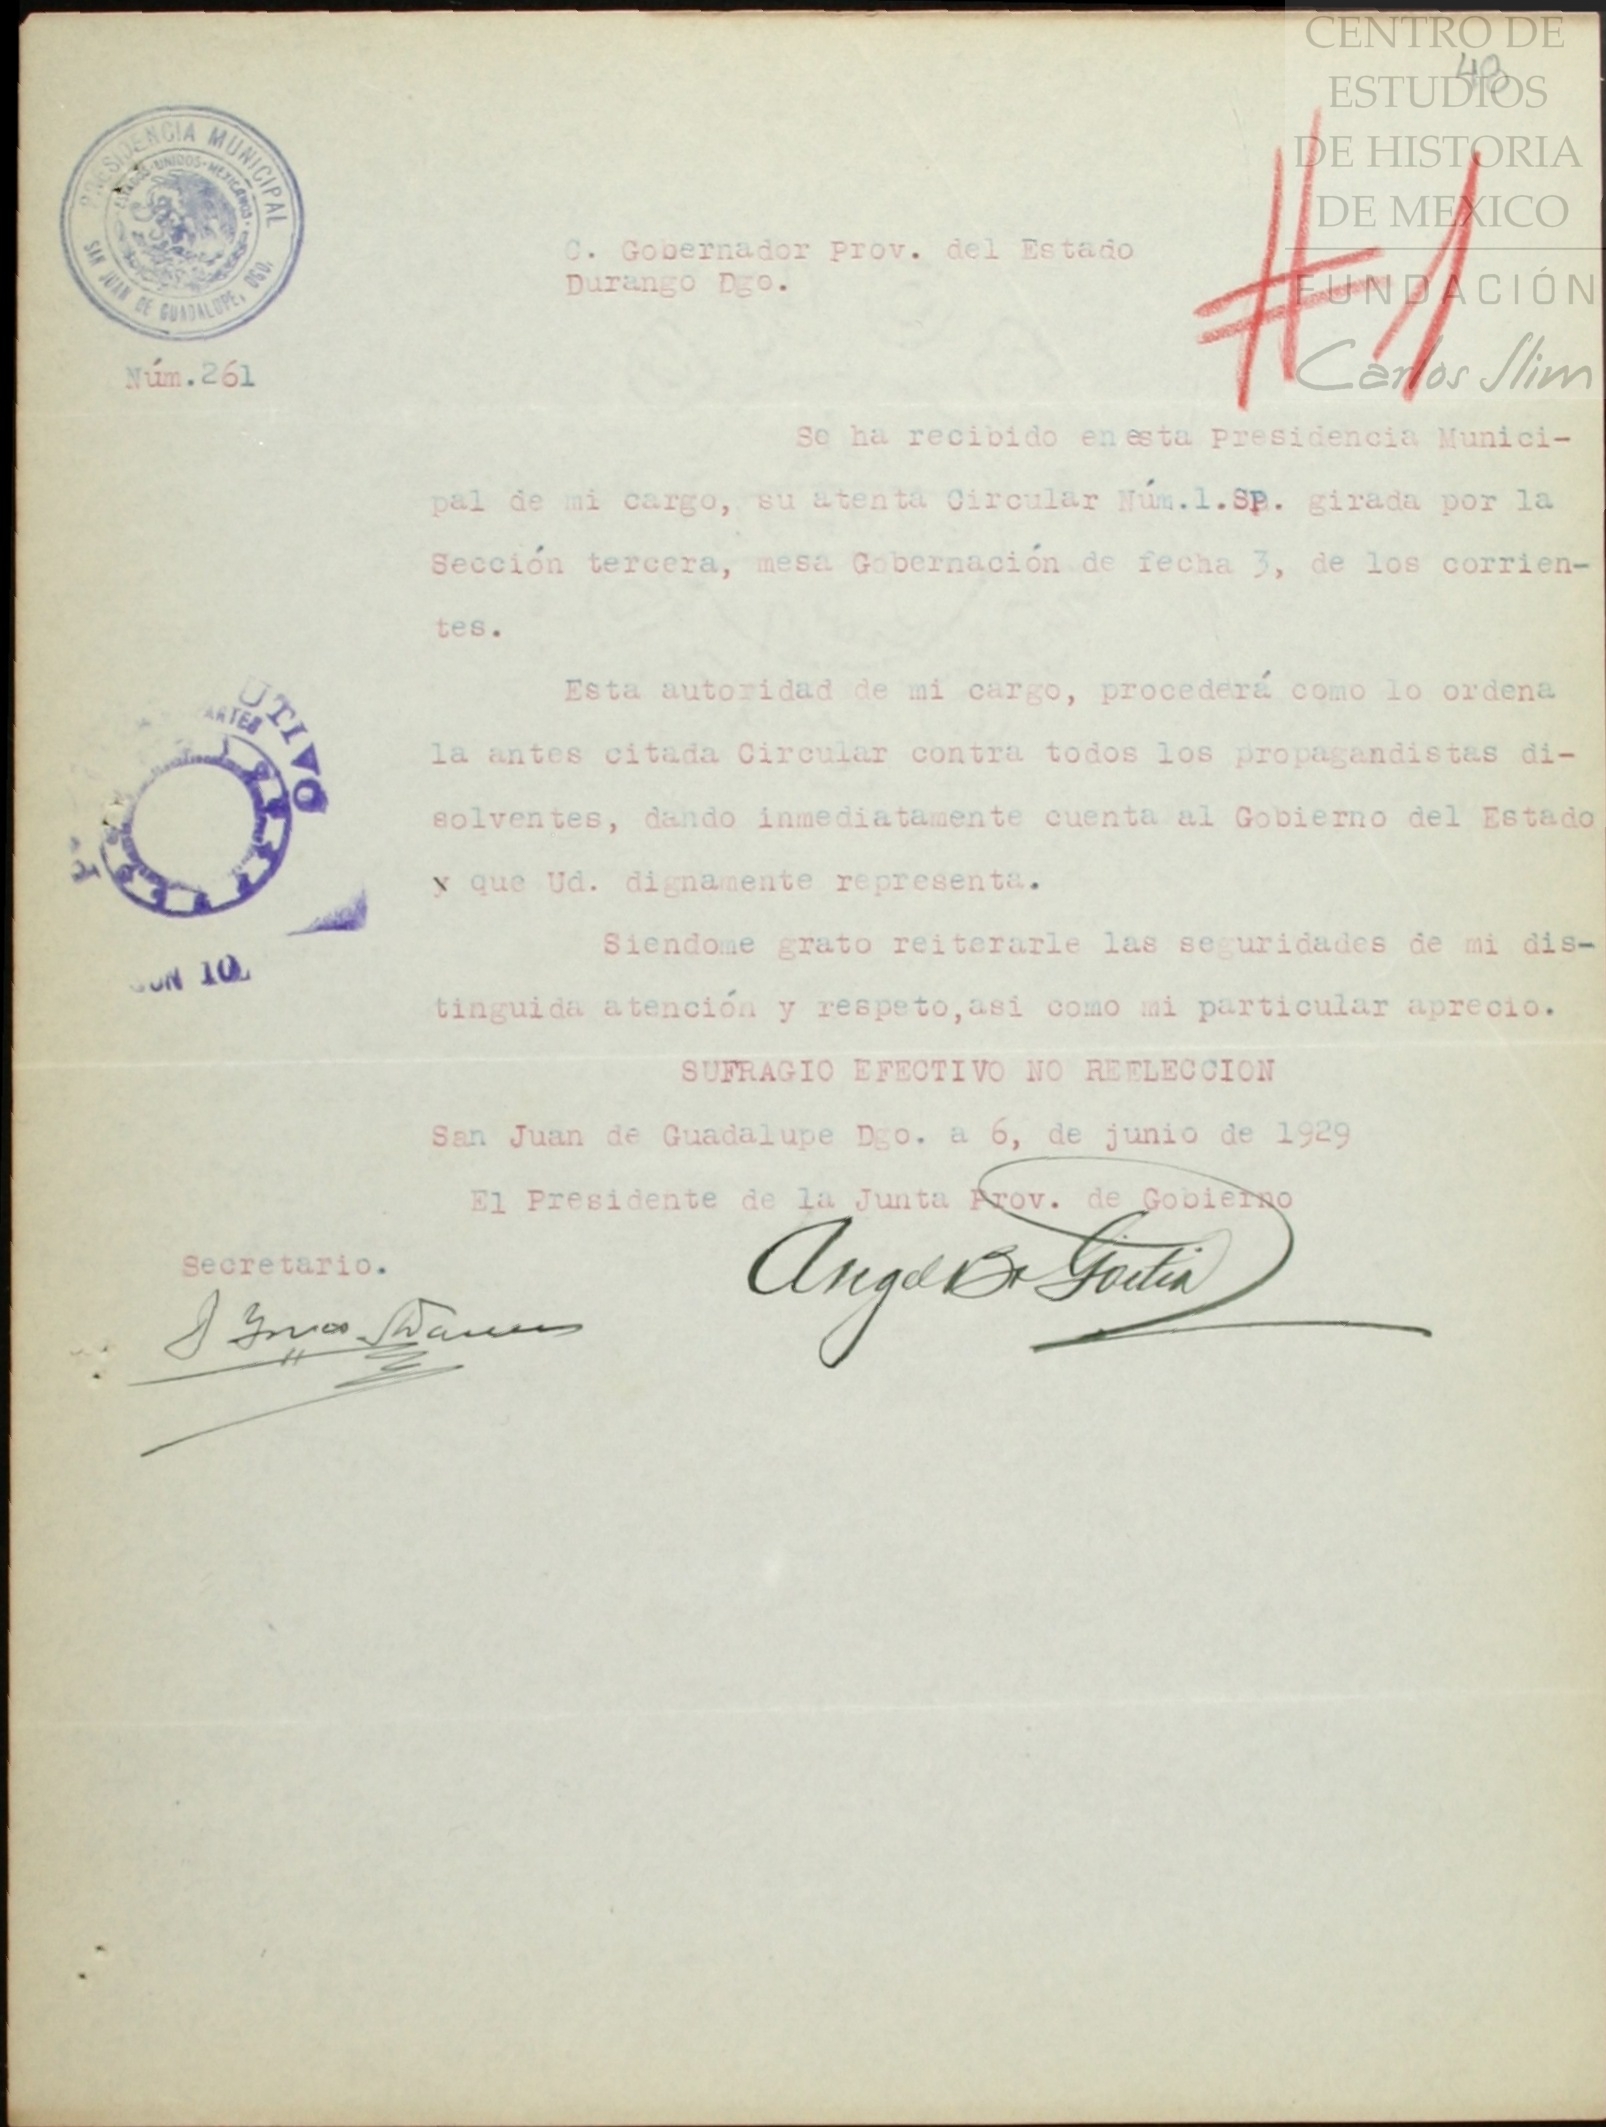 CENTRO DE
ESTUDIOS
DE HISTORIA
DE MEXICO
FUNDACIÓN
Carlos Slim
48
#1
PRESIDENCIA MUNICIPAL
ESTADOS·UNIDOS·MEXICANOS
SAN JUAN DE GUADALUPE, DGO.
C. Gobernador Prov. del Estado
Durango Dgo.
Núm.261
Se ha recibido en esta Presidencia Munici-
pal de mi cargo, su atenta Circular Núm.1.SP. girada por la
Sección tercera, mesa Gobernación de fecha 3, de los corrien-
tes.
Esta autoridad de mi cargo, procederá como lo ordena
la antes citada Circular contra todos los propagandistas di-
solventes, dando inmediatamente cuenta al Gobierno del Estado
y que Ud. dignamente representa.
Siendome grato reiterarle las seguridades de mi dis-
tinguida atención y respeto,asi como mi particular aprecio.
UTIVO
JUN 10
SUFRAGIO EFECTIVO NO REELECCION
San Juan de Guadalupe Dgo. a 6, de junio de 1929
El Presidente de la Junta Prov. de Gobierno
Secretario.
Angel